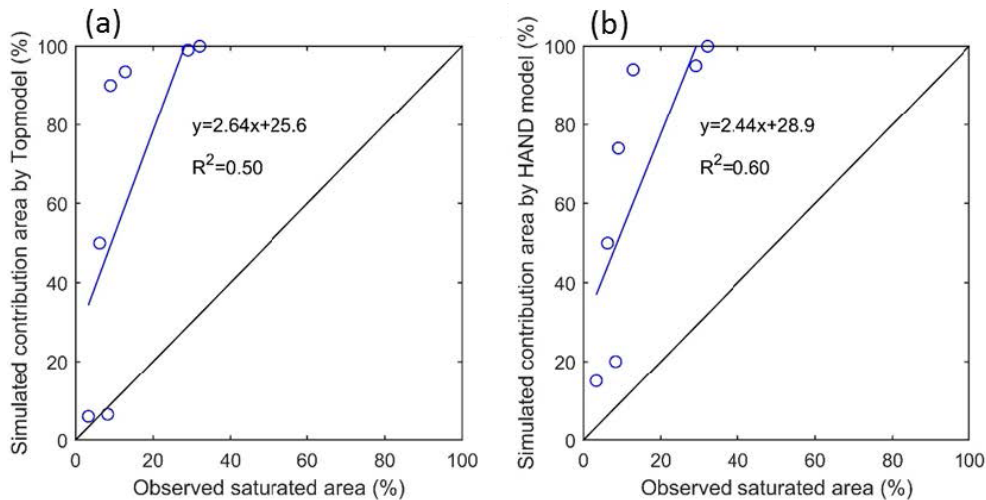 (a)
Simulated contribution area by Topmodel (%)
100
80
60
40
20
0
y=2.64x+25.6
R²=0.50
0 20 40 60 80 100
Observed saturated area (%)
(b)
Simulated contribution area by HAND model (%)
100
80
60
40
20
0
y=2.44x+28.9
R²=0.60
0 20 40 60 80 100
Observed saturated area (%)